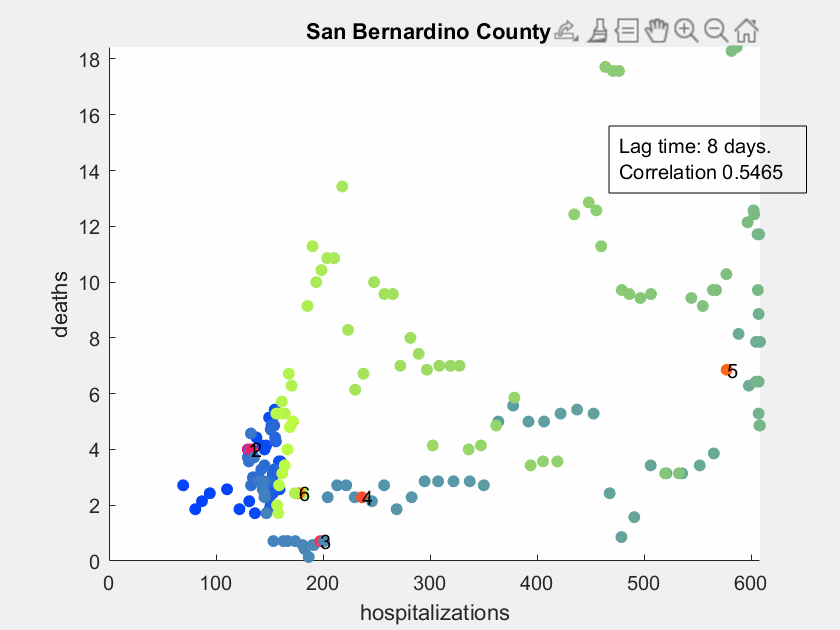 San Bernardino County
Lag time: 8 days.
Correlation 0.5465
deaths
18
16
14
12
10
8
6
4
2
0
2
3
4
5
6
0 100 200 300 400 500 600
hospitalizations